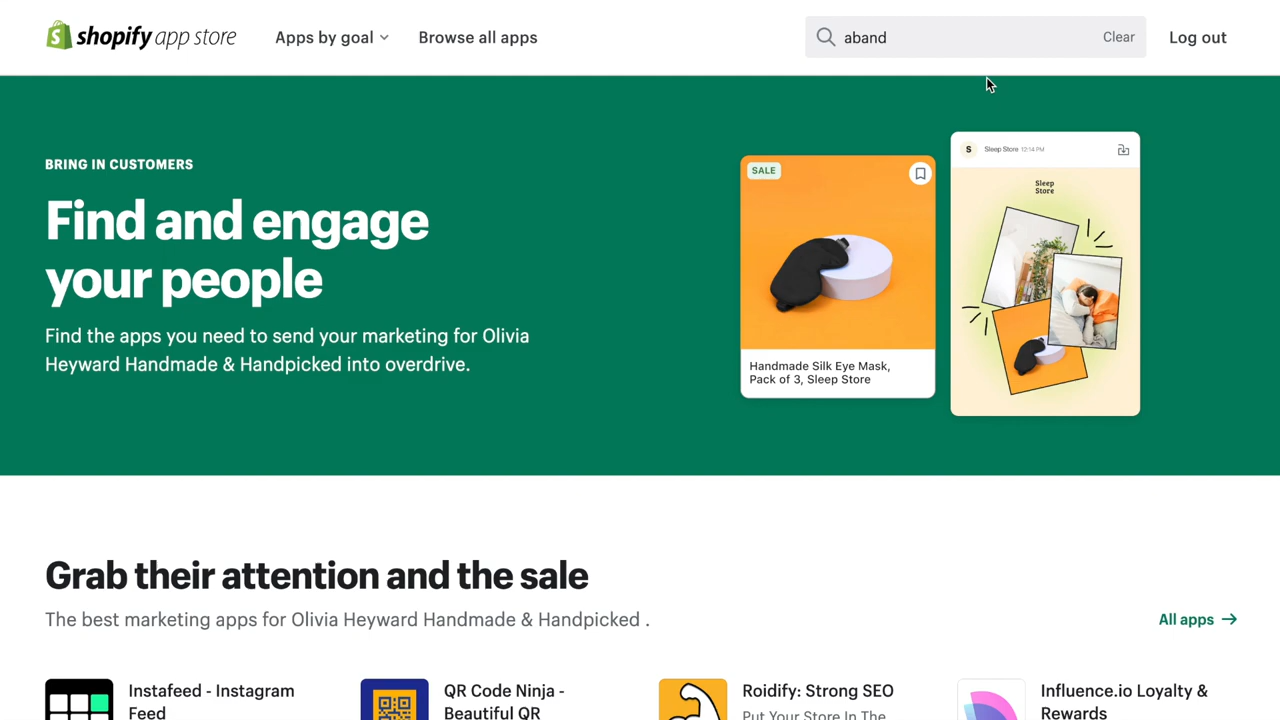 shopify app store
Apps by goal
Browse all apps
aband
Clear
Log out
BRING IN CUSTOMERS
Find and engage
your people
Find the apps you need to send your marketing for Olivia
Heyward Handmade & Handpicked into overdrive.
SALE
Handmade Silk Eye Mask,
Pack of 3, Sleep Store
S
Sleep Store 12:14 PM
Sleep
Store
Grab their attention and the sale
The best marketing apps for Olivia Heyward Handmade & Handpicked .
All apps
Instafeed - Instagram
Feed
QR Code Ninja -
Beautiful QR
Roidify: Strong SEO
Put Your Store In The
Influence.io Loyalty &
Rewards